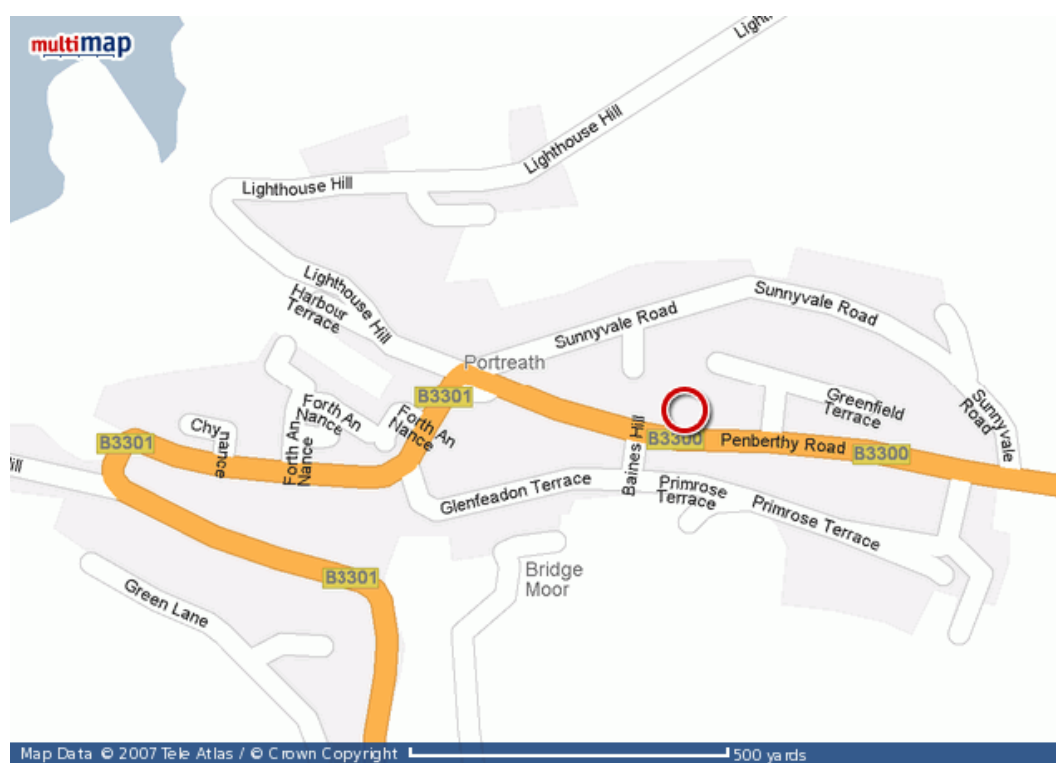 multimap
Ligh
Lighthouse Hill
Lighthouse Hill
Lighthouse Hill
Harbour
Terrace
Sunnyvale Road
Sunnyvale Road
Sunnyvale
Road
Portreath
B3301
Forth An
Nance
Forth An
Nance
Forth An
Nance
Chy
nance
B3301
ill
Greenfield
Terrace
Baines Hill
B3300
Penberthy Road
B3300
Glenfeadon Terrace
Primrose
Terrace
Primrose Terrace
Bridge
Moor
B3301
Green Lane
Map Data © 2007 Tele Atlas / © Crown Copyright
500 yards